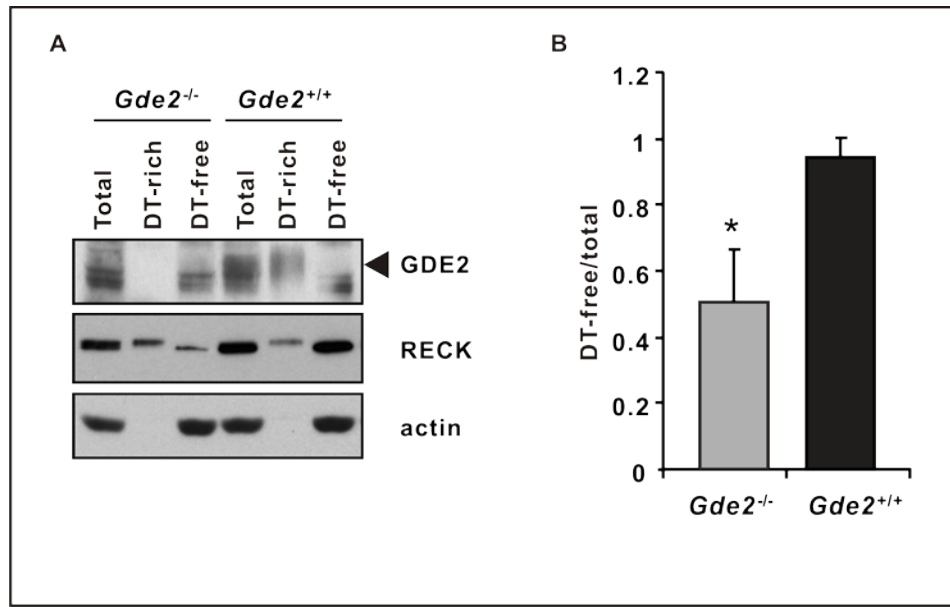 A
Gde2-/- Gde2+/+
Total DT-rich DT-free Total DT-rich DT-free
GDE2
RECK
actin
B
1.2
1
0.8
0.6
0.4
0.2
0
DT-free/total
*
Gde2-/- Gde2+/+